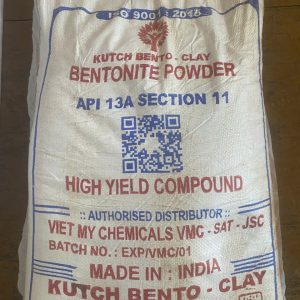 ISO 9001:2015
KUTCH BENTO - CLAY
BENTONITE POWDER
API 13A SECTION 11
HIGH YIELD COMPOUND
:: AUTHORISED DISTRIBUTOR ::
VIET MY CHEMICALS VMC - SAT - JSC
BATCH NO.: EXP/VMC/01
MADE IN : INDIA
KUTCH BENTO - CLAY